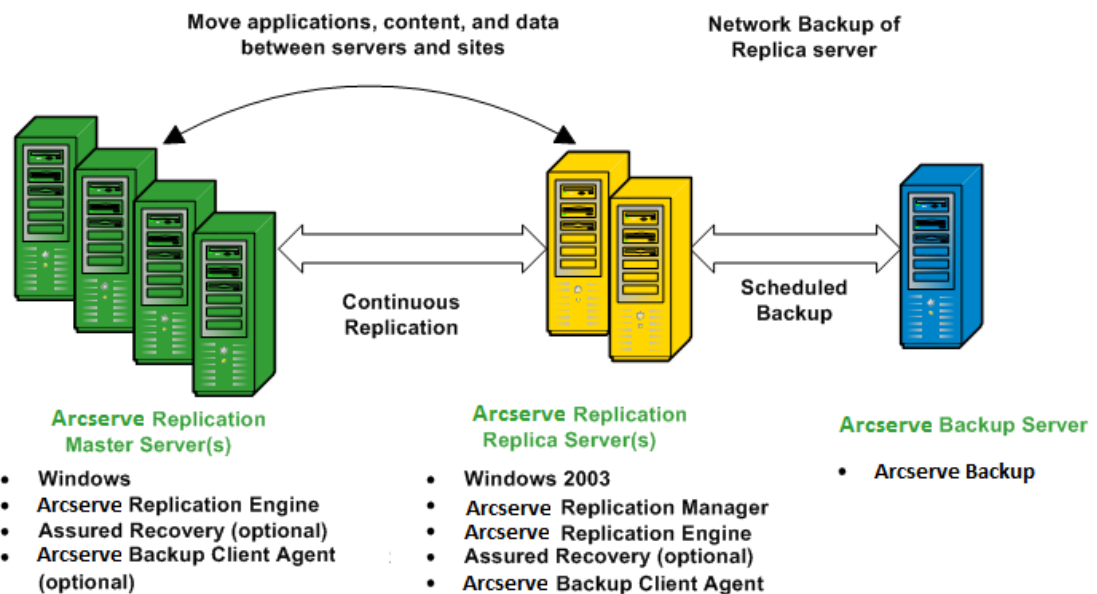 Move applications, content, and data
between servers and sites
Network Backup of
Replica server
Continuous
Replication
Scheduled
Backup
Arcserve Replication
Master Server(s)
• Windows
• Arcserve Replication Engine
• Assured Recovery (optional)
• Arcserve Backup Client Agent
(optional)
Arcserve Replication
Replica Server(s)
• Windows 2003
• Arcserve Replication Manager
• Arcserve Replication Engine
• Assured Recovery (optional)
• Arcserve Backup Client Agent
Arcserve Backup Server
• Arcserve Backup